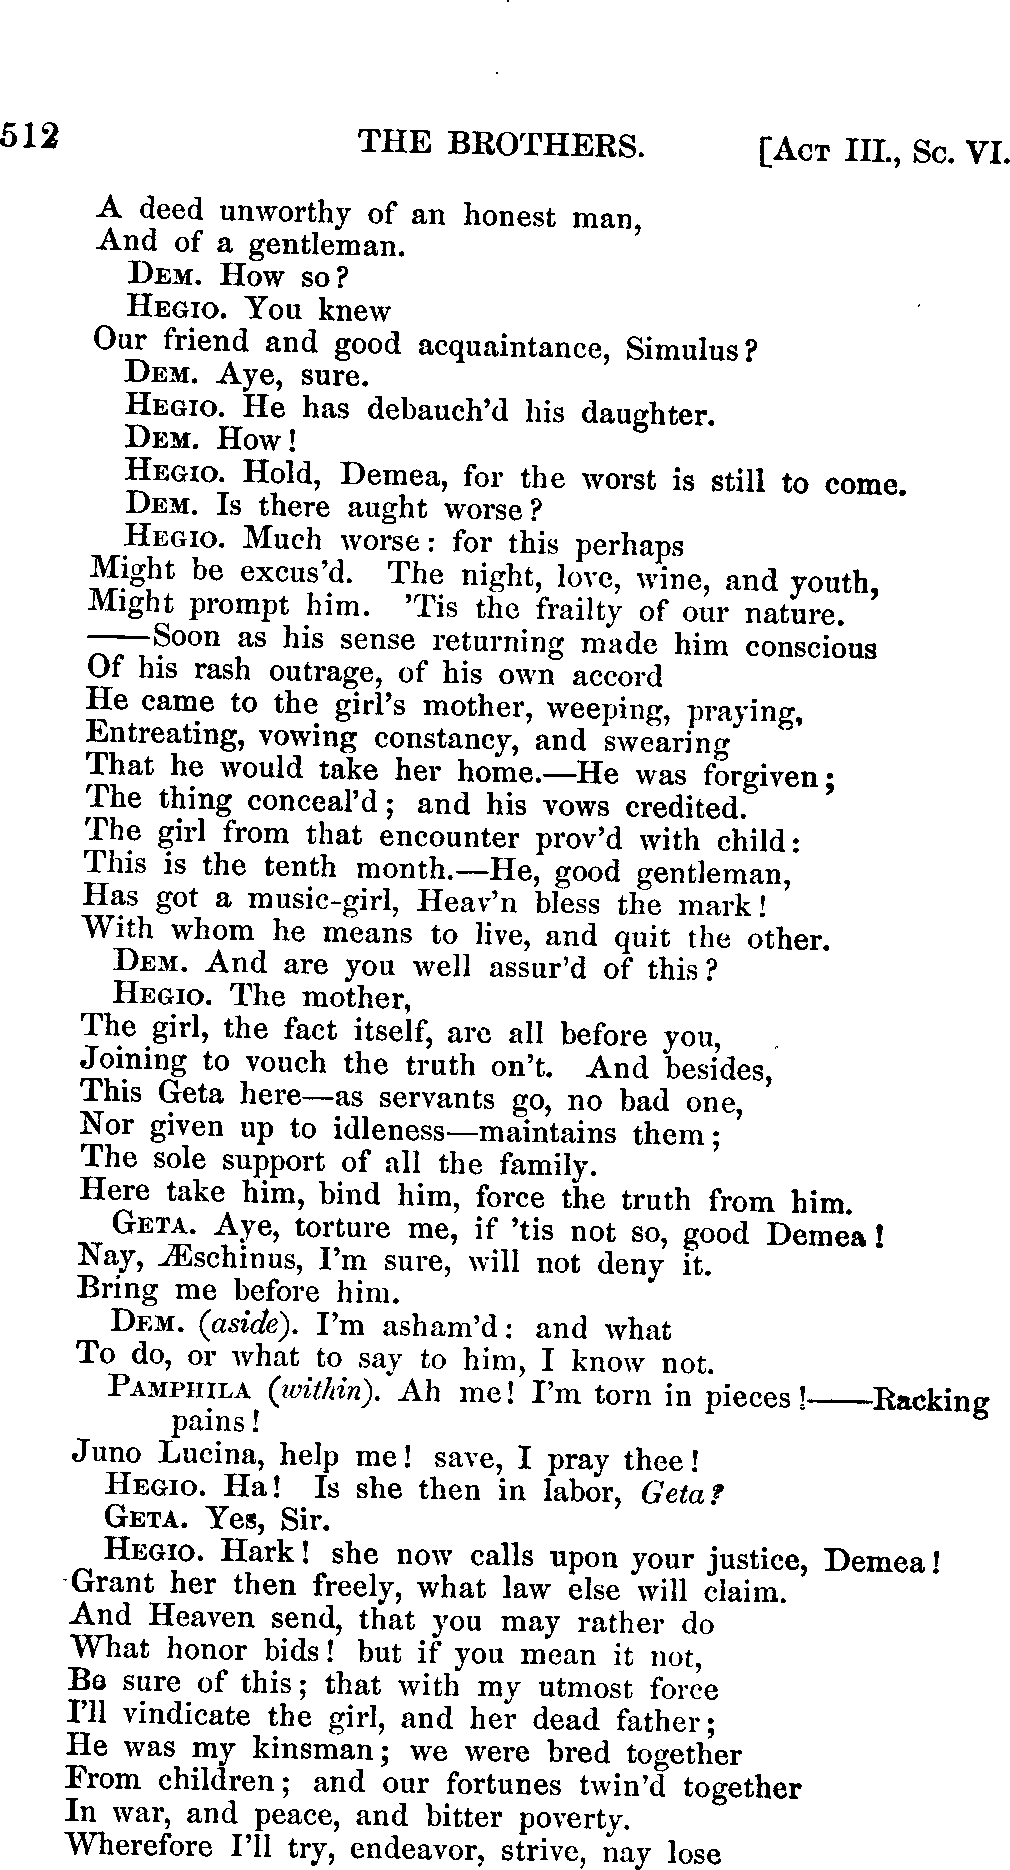 512 THE BROTHERS. [ACT III., SC. VI.
A deed unworthy of an honest man,
And of a gentleman.
DEM. How so?
HEGIO. You knew
Our friend and good acquaintance, Simulus?
DEM. Aye, sure.
HEGIO. He has debauch'd his daughter.
DEM. How!
HEGIO. Hold, Demea, for the worst is still to come.
DEM. Is there aught worse?
HEGIO. Much worse: for this perhaps
Might be excus'd. The night, love, wine, and youth,
Might prompt him. 'Tis the frailty of our nature.
——Soon as his sense returning made him conscious
Of his rash outrage, of his own accord
He came to the girl's mother, weeping, praying,
Entreating, vowing constancy, and swearing
That he would take her home.—He was forgiven;
The thing conceal'd; and his vows credited.
The girl from that encounter prov'd with child:
This is the tenth month.—He, good gentleman,
Has got a music-girl, Heav'n bless the mark!
With whom he means to live, and quit the other.
DEM. And are you well assur'd of this?
HEGIO. The mother,
The girl, the fact itself, are all before you,
Joining to vouch the truth on't. And besides,
This Geta here—as servants go, no bad one,
Nor given up to idleness—maintains them;
The sole support of all the family.
Here take him, bind him, force the truth from him.
GETA. Aye, torture me, if 'tis not so, good Demea!
Nay, Æschinus, I'm sure, will not deny it.
Bring me before him.
DEM. (aside). I'm asham'd: and what
To do, or what to say to him, I know not.
PAMPHILA (within). Ah me! I'm torn in pieces!——Racking
pains!
Juno Lucina, help me! save, I pray thee!
HEGIO. Ha! Is she then in labor, Geta?
GETA. Yes, Sir.
HEGIO. Hark! she now calls upon your justice, Demea!
Grant her then freely, what law else will claim.
And Heaven send, that you may rather do
What honor bids! but if you mean it not,
Be sure of this; that with my utmost force
I'll vindicate the girl, and her dead father;
He was my kinsman; we were bred together
From children; and our fortunes twin'd together
In war, and peace, and bitter poverty.
Wherefore I'll try, endeavor, strive, nay lose